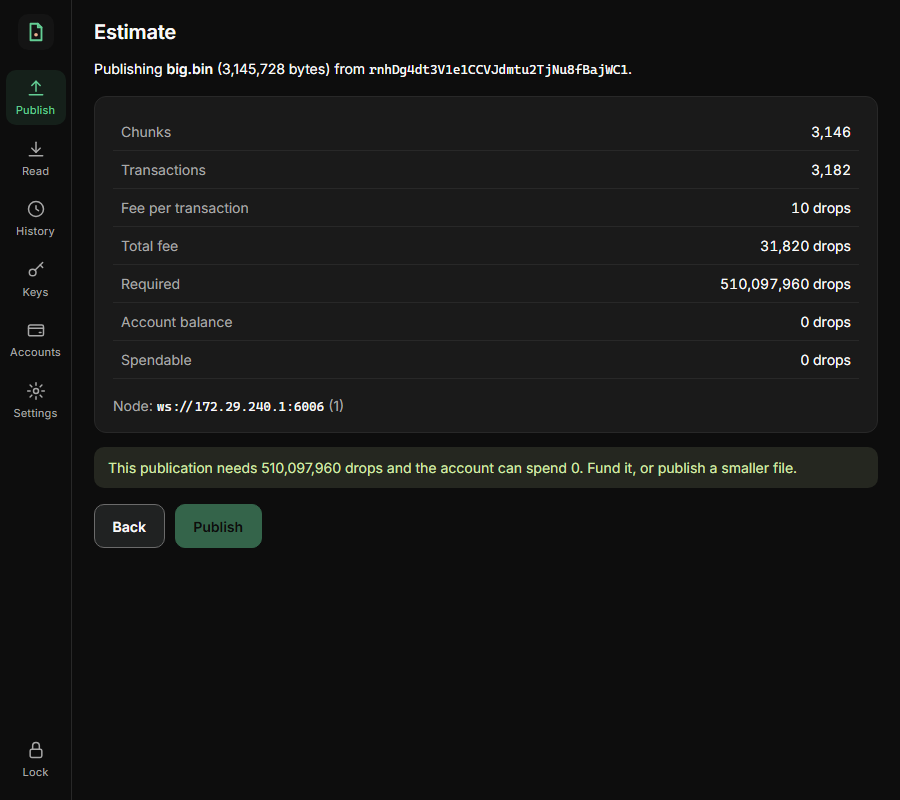 Estimate
Publishing big.bin (3,145,728 bytes) from rnhDg4dt3V1e1CCVJdmtu2TjNu8fBajWC1.
Publish
Read
History
Keys
Accounts
Settings
Lock
Chunks 3,146
Transactions 3,182
Fee per transaction 10 drops
Total fee 31,820 drops
Required 510,097,960 drops
Account balance 0 drops
Spendable 0 drops
Node: ws://172.29.240.1:6006 (1)
This publication needs 510,097,960 drops and the account can spend 0. Fund it, or publish a smaller file.
Back Publish